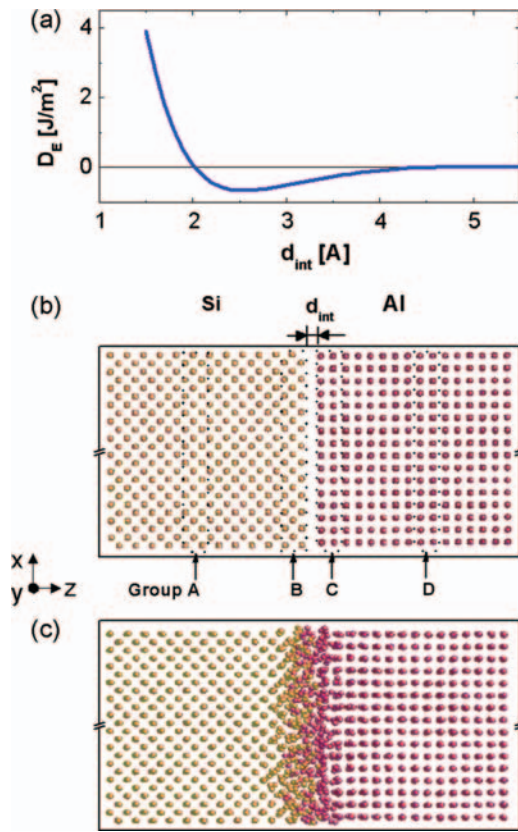 (a)
4
2
0
D_E [J/m²]
1 2 3 4 5
d_int [A]
(b) Si d_int Al
X
y Z
Group A B C D
(c)